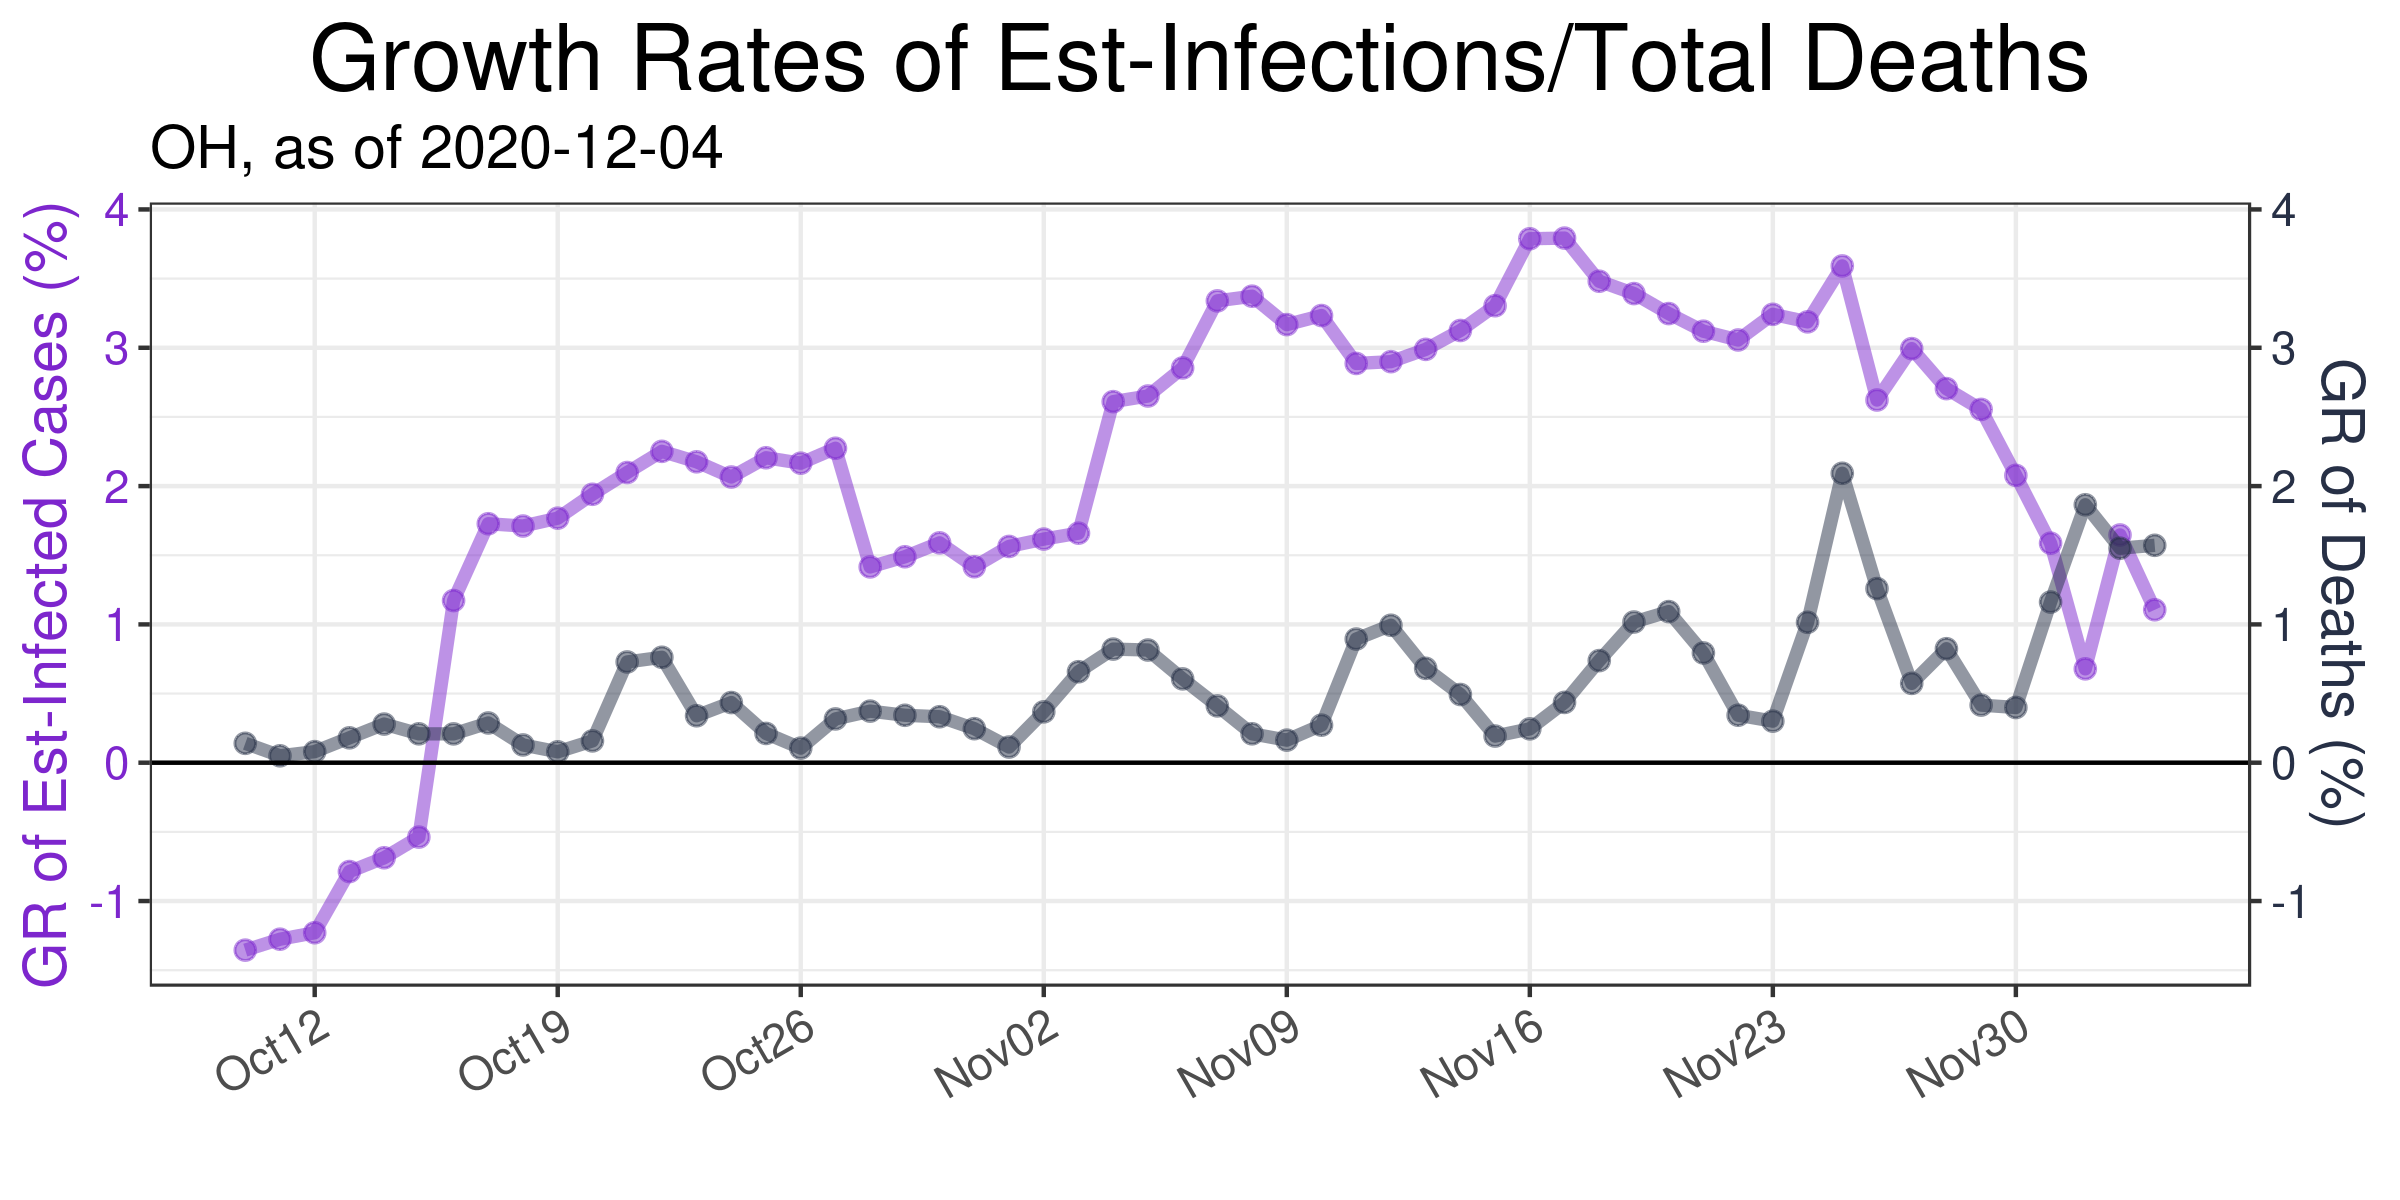 Growth Rates of Est-Infections/Total Deaths
OH, as of 2020-12-04
GR of Est-Infected Cases (%)
4
3
2
1
0
-1
4
3
2
1
0
-1
GR of Deaths (%)
Oct12
Oct19
Oct26
Nov02
Nov09
Nov16
Nov23
Nov30